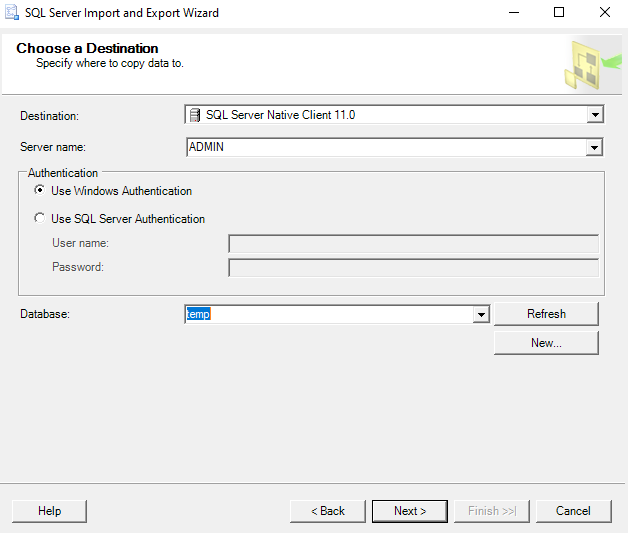 SQL Server Import and Export Wizard
Choose a Destination
Specify where to copy data to.
Destination: SQL Server Native Client 11.0
Server name: ADMIN
Authentication
Use Windows Authentication
Use SQL Server Authentication
User name:
Password:
Database: temp Refresh
New...
Help < Back Next > Finish >>| Cancel